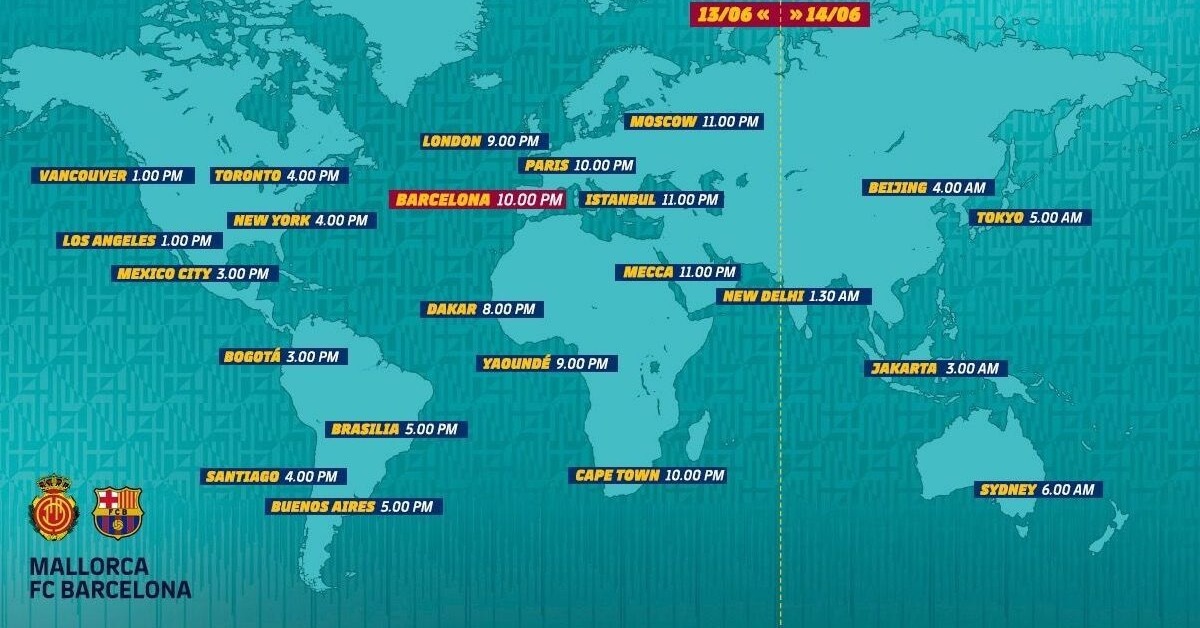 13/06 « » 14/06
MOSCOW 11.00 PM
LONDON 9.00 PM
PARIS 10.00 PM
VANCOUVER 1.00 PM
TORONTO 4.00 PM
BEIJING 4.00 AM
BARCELONA 10.00 PM
ISTANBUL 11.00 PM
TOKYO 5.00 AM
NEW YORK 4.00 PM
LOS ANGELES 1.00 PM
MEXICO CITY 3.00 PM
MECCA 11.00 PM
NEW DELHI 1.30 AM
DAKAR 8.00 PM
BOGOTÁ 3.00 PM
YAOUNDÉ 9.00 PM
JAKARTA 3.00 AM
BRASILIA 5.00 PM
SANTIAGO 4.00 PM
CAPE TOWN 10.00 PM
SYDNEY 6.00 AM
BUENOS AIRES 5.00 PM
FCB
MALLORCA
FC BARCELONA